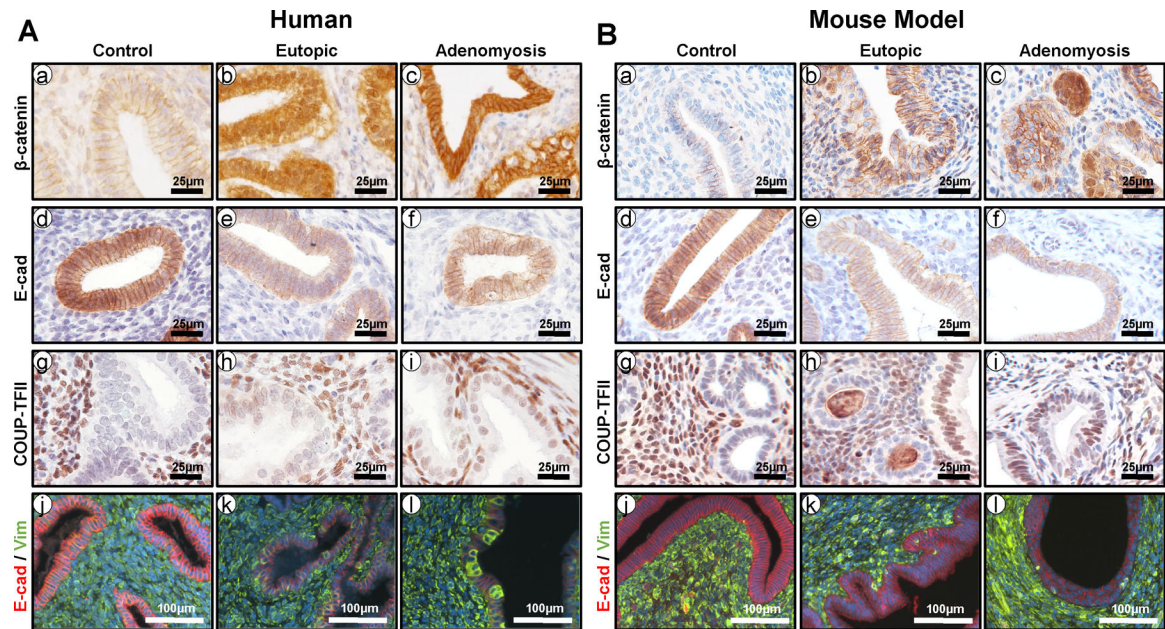 A Human
Control Eutopic Adenomyosis
β-catenin
a 25µm b 25µm c 25µm
E-cad
d 25µm e 25µm f 25µm
COUP-TFII
g 25µm h 25µm i 25µm
E-cad / Vim
j 100µm k 100µm l 100µm
B Mouse Model
Control Eutopic Adenomyosis
β-catenin
a 25µm b 25µm c 25µm
E-cad
d 25µm e 25µm f 25µm
COUP-TFII
g 25µm h 25µm i 25µm
E-cad / Vim
j 100µm k 100µm l 100µm